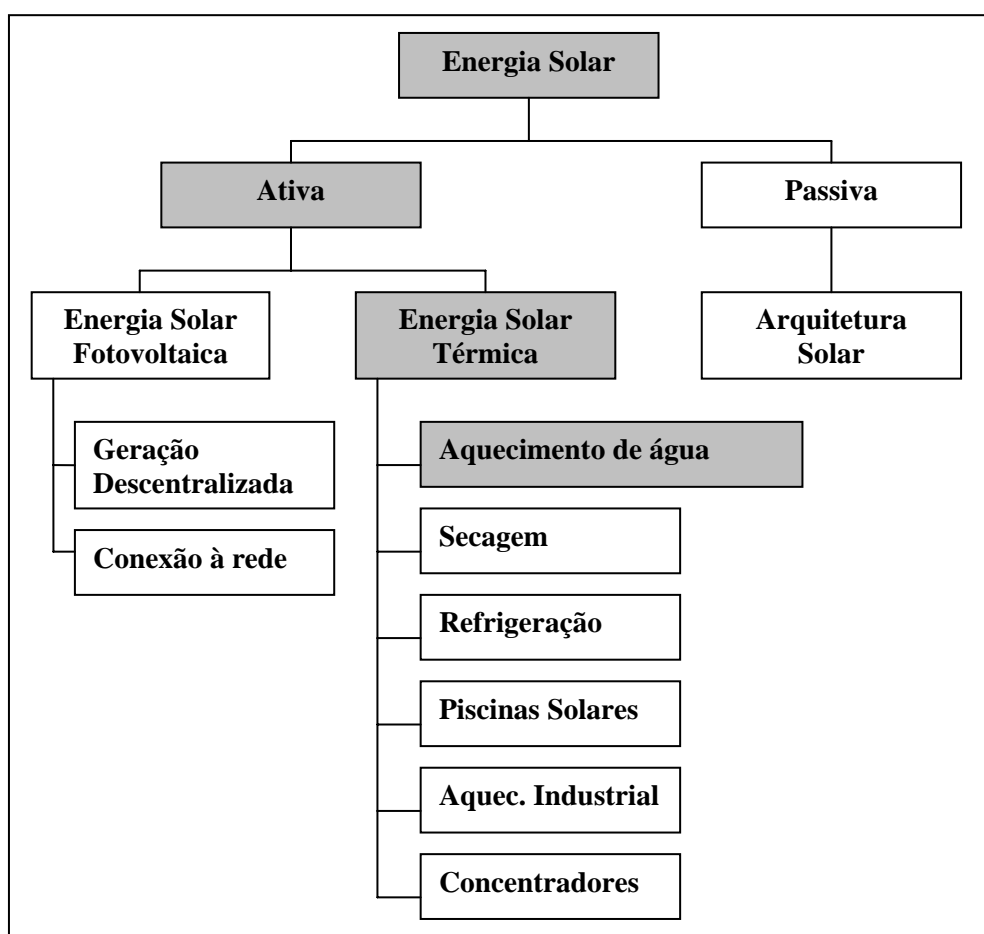 Energia Solar
Ativa
Passiva
Energia Solar
Fotovoltaica
Energia Solar
Térmica
Arquitetura
Solar
Geração
Descentralizada
Conexão à rede
Aquecimento de água
Secagem
Refrigeração
Piscinas Solares
Aquec. Industrial
Concentradores